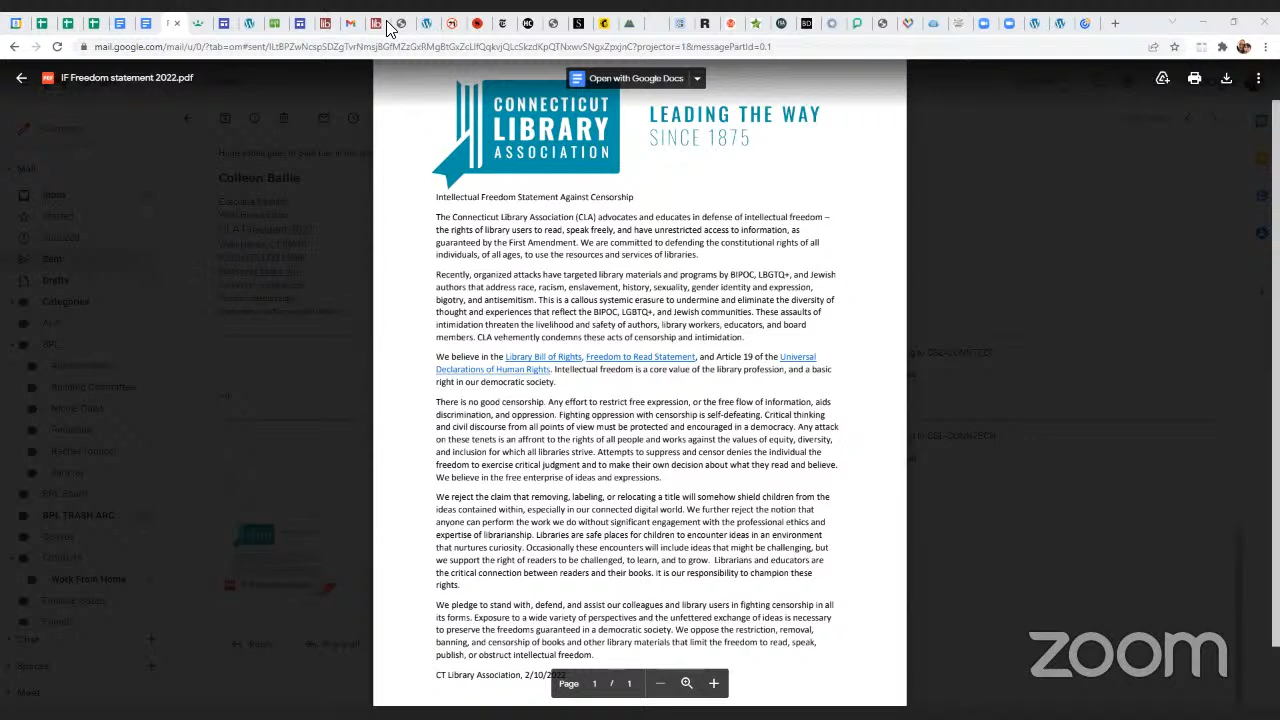 mail.google.com/mail/u/0/?tab=om#sent/
IF Freedom statement 2022.pdf
Open with Google Docs
CONNECTICUT
LIBRARY
ASSOCIATION
LEADING THE WAY
SINCE 1875
Intellectual Freedom Statement Against Censorship
The Connecticut Library Association (CLA) advocates and educates in defense of intellectual freedom –
the rights of library users to read, speak freely, and have unrestricted access to information, as
guaranteed by the First Amendment. We are committed to defending the constitutional rights of all
individuals, of all ages, to use the resources and services of libraries.
Recently, organized attacks have targeted library materials and programs by BIPOC, LBGTQ+, and Jewish
authors that address race, racism, enslavement, history, sexuality, gender identity and expression,
bigotry, and antisemitism. This is a callous systemic erasure to undermine and eliminate the diversity of
thought and experiences that reflect the BIPOC, LGBTQ+, and Jewish communities. These assaults of
intimidation threaten the livelihood and safety of authors, library workers, educators, and board
members. CLA vehemently condemns these acts of censorship and intimidation.
We believe in the Library Bill of Rights, Freedom to Read Statement, and Article 19 of the Universal
Declarations of Human Rights. Intellectual freedom is a core value of the library profession, and a basic
right in our democratic society.
There is no good censorship. Any effort to restrict free expression, or the free flow of information, aids
discrimination, and oppression. Fighting oppression with censorship is self-defeating. Critical thinking
and civil discourse from all points of view must be protected and encouraged in a democracy. Any attack
on these tenets is an affront to the rights of all people and works against the values of equity, diversity,
and inclusion for which all libraries strive. Attempts to suppress and censor denies the individual the
freedom to exercise critical judgment and to make their own decision about what they read and believe.
We believe in the free enterprise of ideas and expressions.
We reject the claim that removing, labeling, or relocating a title will somehow shield children from the
ideas contained within, especially in our connected digital world. We further reject the notion that
anyone can perform the work we do without significant engagement with the professional ethics and
expertise of librarianship. Libraries are safe places for children to encounter ideas in an environment
that nurtures curiosity. Occasionally these encounters will include ideas that might be challenging, but
we support the right of readers to be challenged, to learn, and to grow. Librarians and educators are
the critical connection between readers and their books. It is our responsibility to champion these
rights.
We pledge to stand with, defend, and assist our colleagues and library users in fighting censorship in all
its forms. Exposure to a wide variety of perspectives and the unfettered exchange of ideas is necessary
to preserve the freedoms guaranteed in a democratic society. We oppose the restriction, removal,
banning, and censorship of books and other library materials that limit the freedom to read, speak,
publish, or obstruct intellectual freedom.
CT Library Association, 2/10/2022
Page 1 / 1
Mail
Sent
Drafts
Categories
Colleen Bailie
BPL TRASH ARC
Work From Home
Chat
Spaces
Meet
zoom